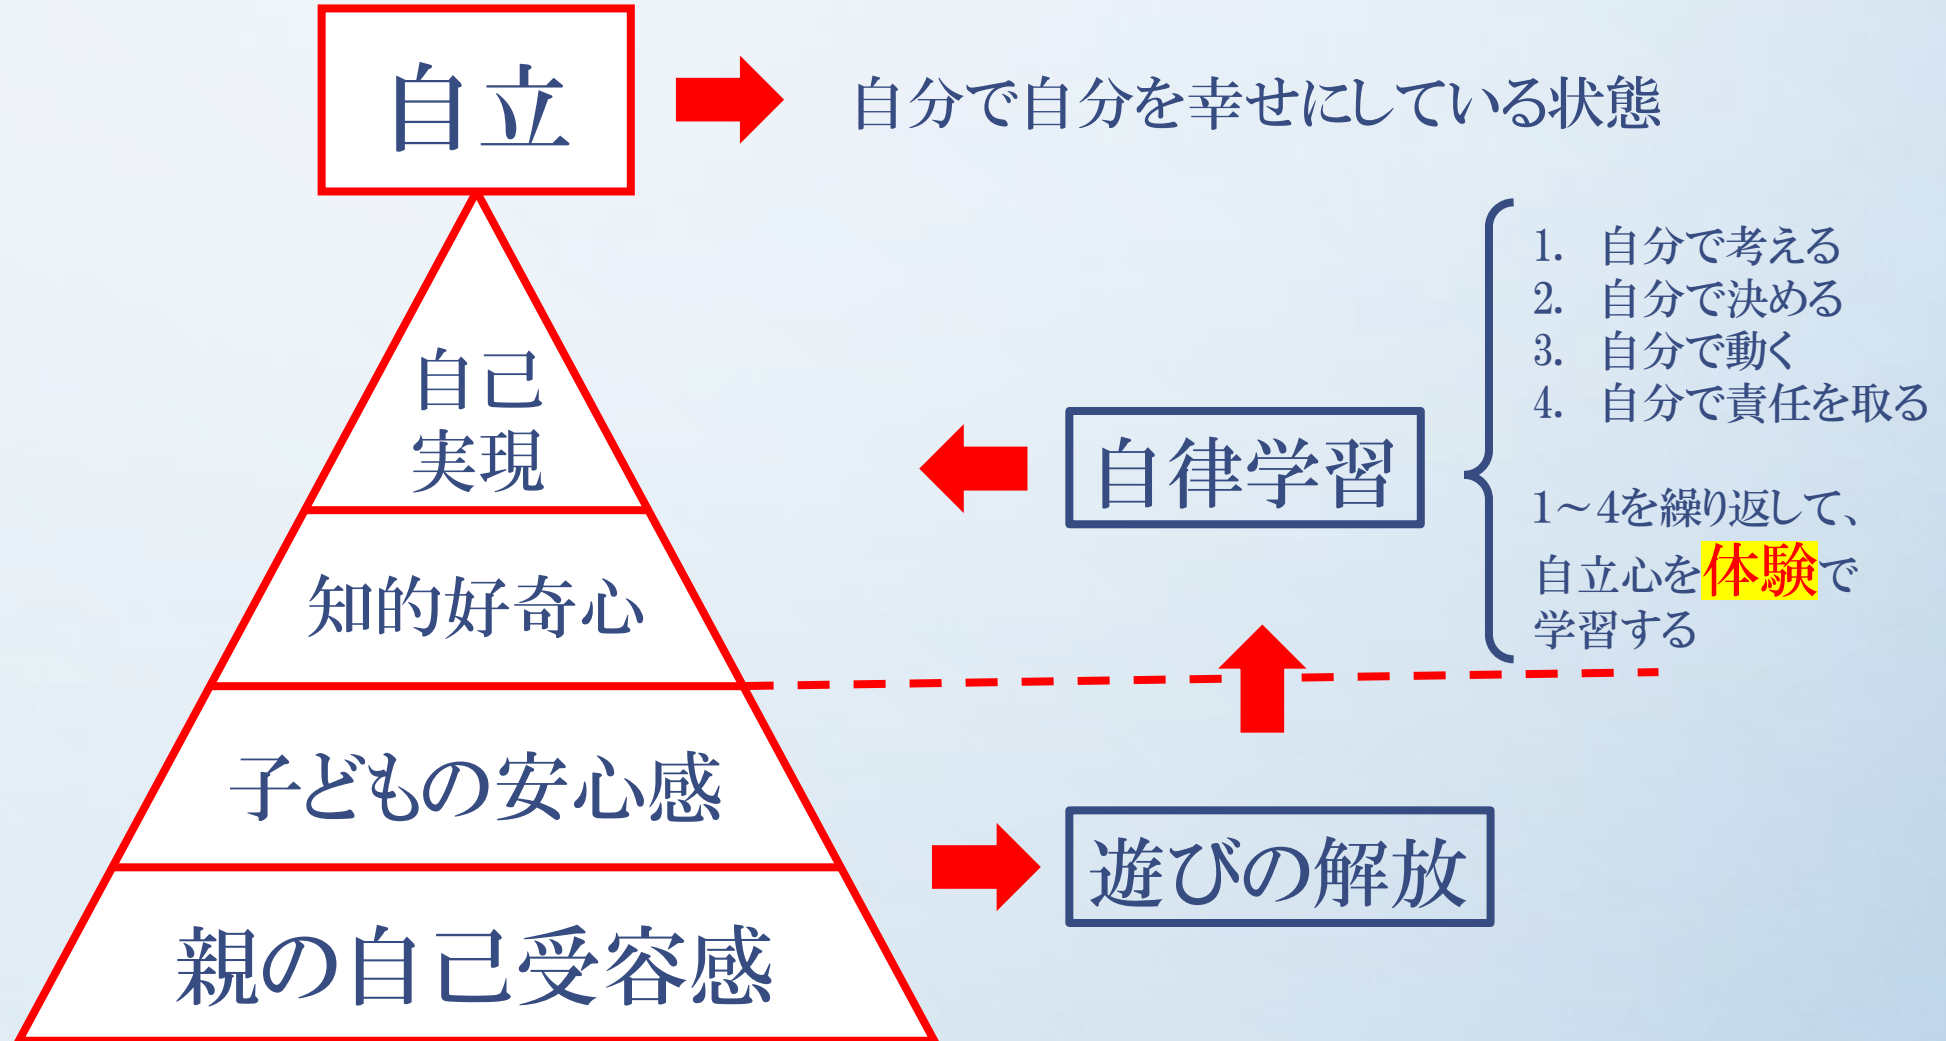 自立
自分で自分を幸せにしている状態
自己
実現
知的好奇心
子どもの安心感
親の自己受容感
自律学習
1. 自分で考える
2. 自分で決める
3. 自分で動く
4. 自分で責任を取る
1～4を繰り返して、
自立心を体験で
学習する
遊びの解放